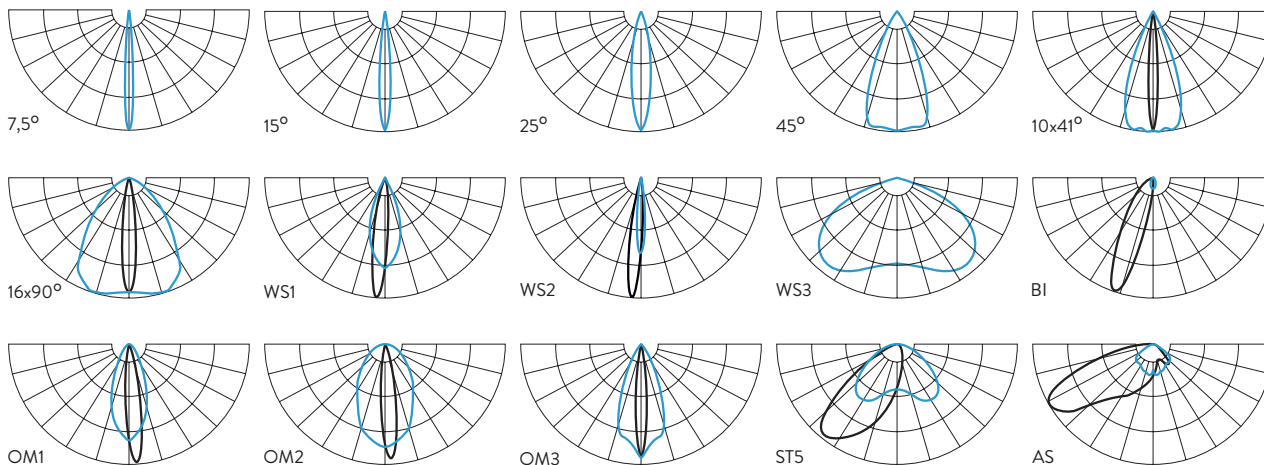 7,5°
15°
25°
45°
10x41°
16x90°
WS1
WS2
WS3
BI
OM1
OM2
OM3
ST5
AS